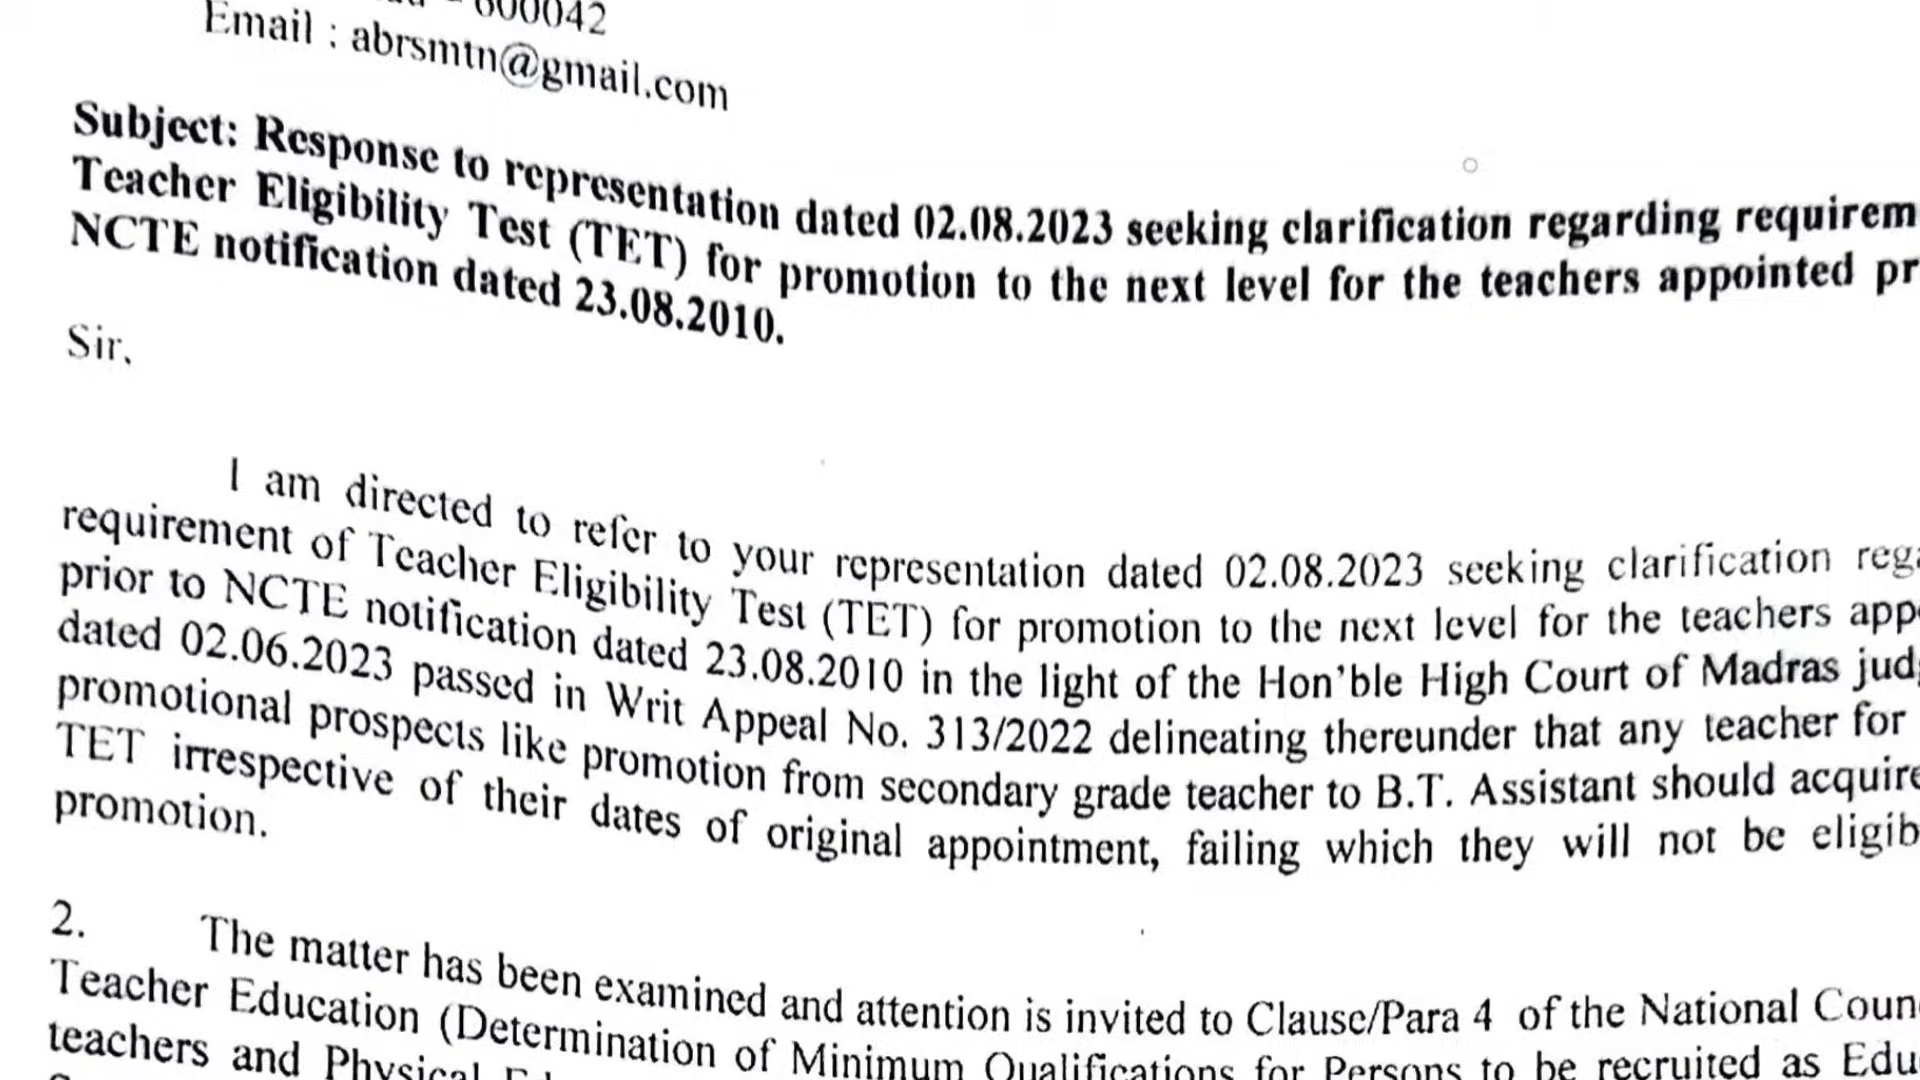 600042
Email : abrsmtn@gmail.com
Subject: Response to representation dated 02.08.2023 seeking clarification regarding
Teacher Eligibility Test (TET) for promotion to the next level for the teachers appointed
NCTE notification dated 23.08.2010.
Sir,
I am directed to refer to your representation dated 02.08.2023 seeking clarification
requirement of Teacher Eligibility Test (TET) for promotion to the next level for the teachers
prior to NCTE notification dated 23.08.2010 in the light of the Hon'ble High Court of Madras
dated 02.06.2023 passed in Writ Appeal No. 313/2022 delineating thereunder that any teacher for
promotional prospects like promotion from secondary grade teacher to B.T. Assistant should acquire
TET irrespective of their dates of original appointment, failing which they will not be
promotion.
2. The matter has been examined and attention is invited to Clause/Para 4 of the National
Teacher Education (Determination of Minimum Qualifications for Persons to be recruited as
teachers and Physical